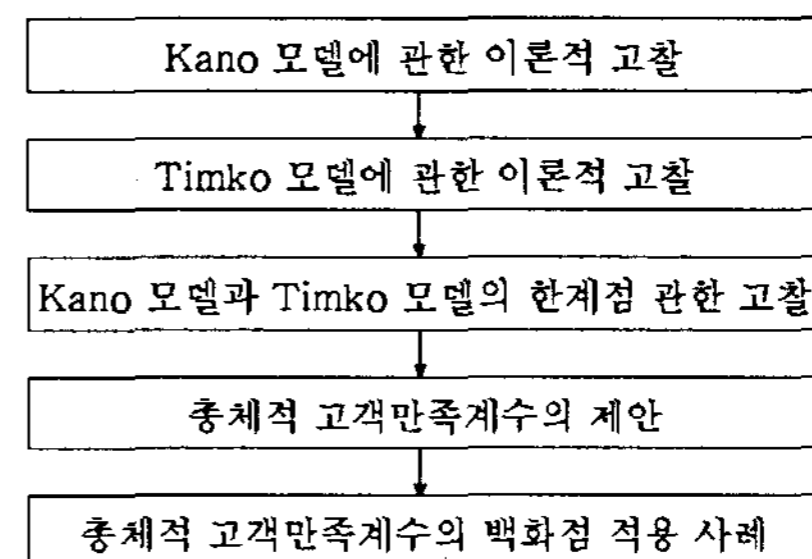 Kano 모델에 관한 이론적 고찰
Timko 모델에 관한 이론적 고찰
Kano 모델과 Timko 모델의 한계점 관한 고찰
총체적 고객만족계수의 제안
총체적 고객만족계수의 백화점 적용 사례